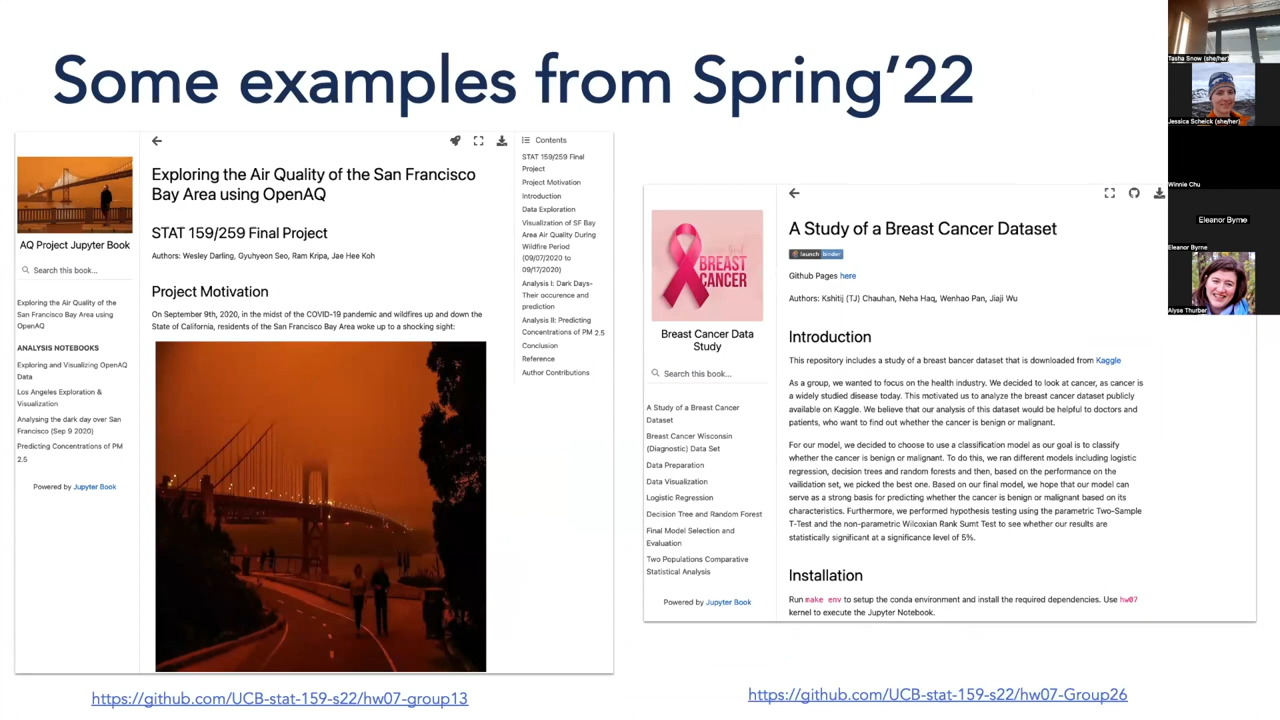 Some examples from Spring'22
AQ Project Jupyter Book
Search this book...
Exploring the Air Quality of the
San Francisco Bay Area using
OpenAQ
ANALYSIS NOTEBOOKS
Exploring and Visualizing OpenAQ
Data
Los Angeles Exploration &
Visualization
Analysing the dark day over San
Francisco (Sep 9 2020)
Predicting Concentrations of PM
2.5
Powered by Jupyter Book
Exploring the Air Quality of the San Francisco
Bay Area using OpenAQ
STAT 159/259 Final Project
Authors: Wesley Darling, Gyuhyeon Seo, Ram Kripa, Jae Hee Koh
Project Motivation
On September 9th, 2020, in the midst of the COVID-19 pandemic and wildfires up and down the
State of California, residents of the San Francisco Bay Area woke up to a shocking sight:
Contents
STAT 159/259 Final
Project
Project Motivation
Introduction
Data Exploration
Visualization of SF Bay
Area Air Quality During
Wildfire Period
(09/07/2020 to
09/17/2020)
Analysis I: Dark Days-
Their occurence and
prediction
Analysis II: Predicting
Concentrations of PM 2.5
Conclusion
Reference
Author Contributions
https://github.com/UCB-stat-159-s22/hw07-group13
BREAST
CANCER
Breast Cancer Data
Study
Search this book...
A Study of a Breast Cancer
Dataset
Breast Cancer Wisconsin
(Diagnostic) Data Set
Data Preparation
Data Visualization
Logistic Regression
Decision Tree and Random Forest
Final Model Selection and
Evaluation
Two Populations Comparative
Statistical Analysis
Powered by Jupyter Book
A Study of a Breast Cancer Dataset
launch binder
Github Pages here
Authors: Kshitij (TJ) Chauhan, Neha Haq, Wenhao Pan, Jiaji Wu
Introduction
This repository includes a study of a breast bancer dataset that is downloaded from Kaggle
As a group, we wanted to focus on the health industry. We decided to look at cancer, as cancer is
a widely studied disease today. This motivated us to analyze the breast cancer dataset publicly
available on Kaggle. We believe that our analysis of this dataset would be helpful to doctors and
patients, who want to find out whether the cancer is benign or malignant.
For our model, we decided to choose to use a classification model as our goal is to classify
whether the cancer is benign or malignant. To do this, we ran different models including logistic
regression, decision trees and random forests and then, based on the performance on the
vailidation set, we picked the best one. Based on our final model, we hope that our model can
serve as a strong basis for predicting whether the cancer is benign or malignant based on its
characteristics. Furthermore, we performed hypothesis testing using the parametric Two-Sample
T-Test and the non-parametric Wilcoxian Rank Sumt Test to see whether our results are
statistically significant at a significance level of 5%.
Installation
Run make env to setup the conda environment and install the required dependencies. Use hw07
kernel to execute the Jupyter Notebook.
https://github.com/UCB-stat-159-s22/hw07-Group26
Tasha Snow (she/her)
Jessica Scheick (she/her)
Winnie Chu
Eleanor Byrne
Eleanor Byrne
Alyse Thurber